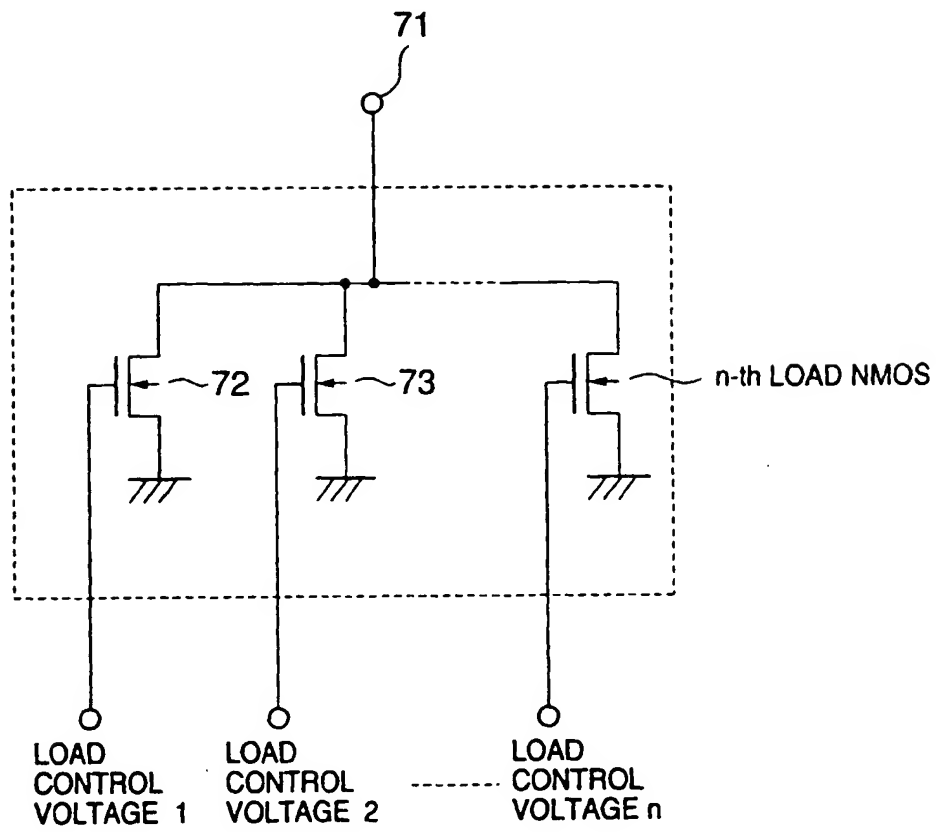 71
72
73
n-th LOAD NMOS
LOAD
CONTROL
VOLTAGE 1
LOAD
CONTROL
VOLTAGE 2
LOAD
CONTROL
VOLTAGE n